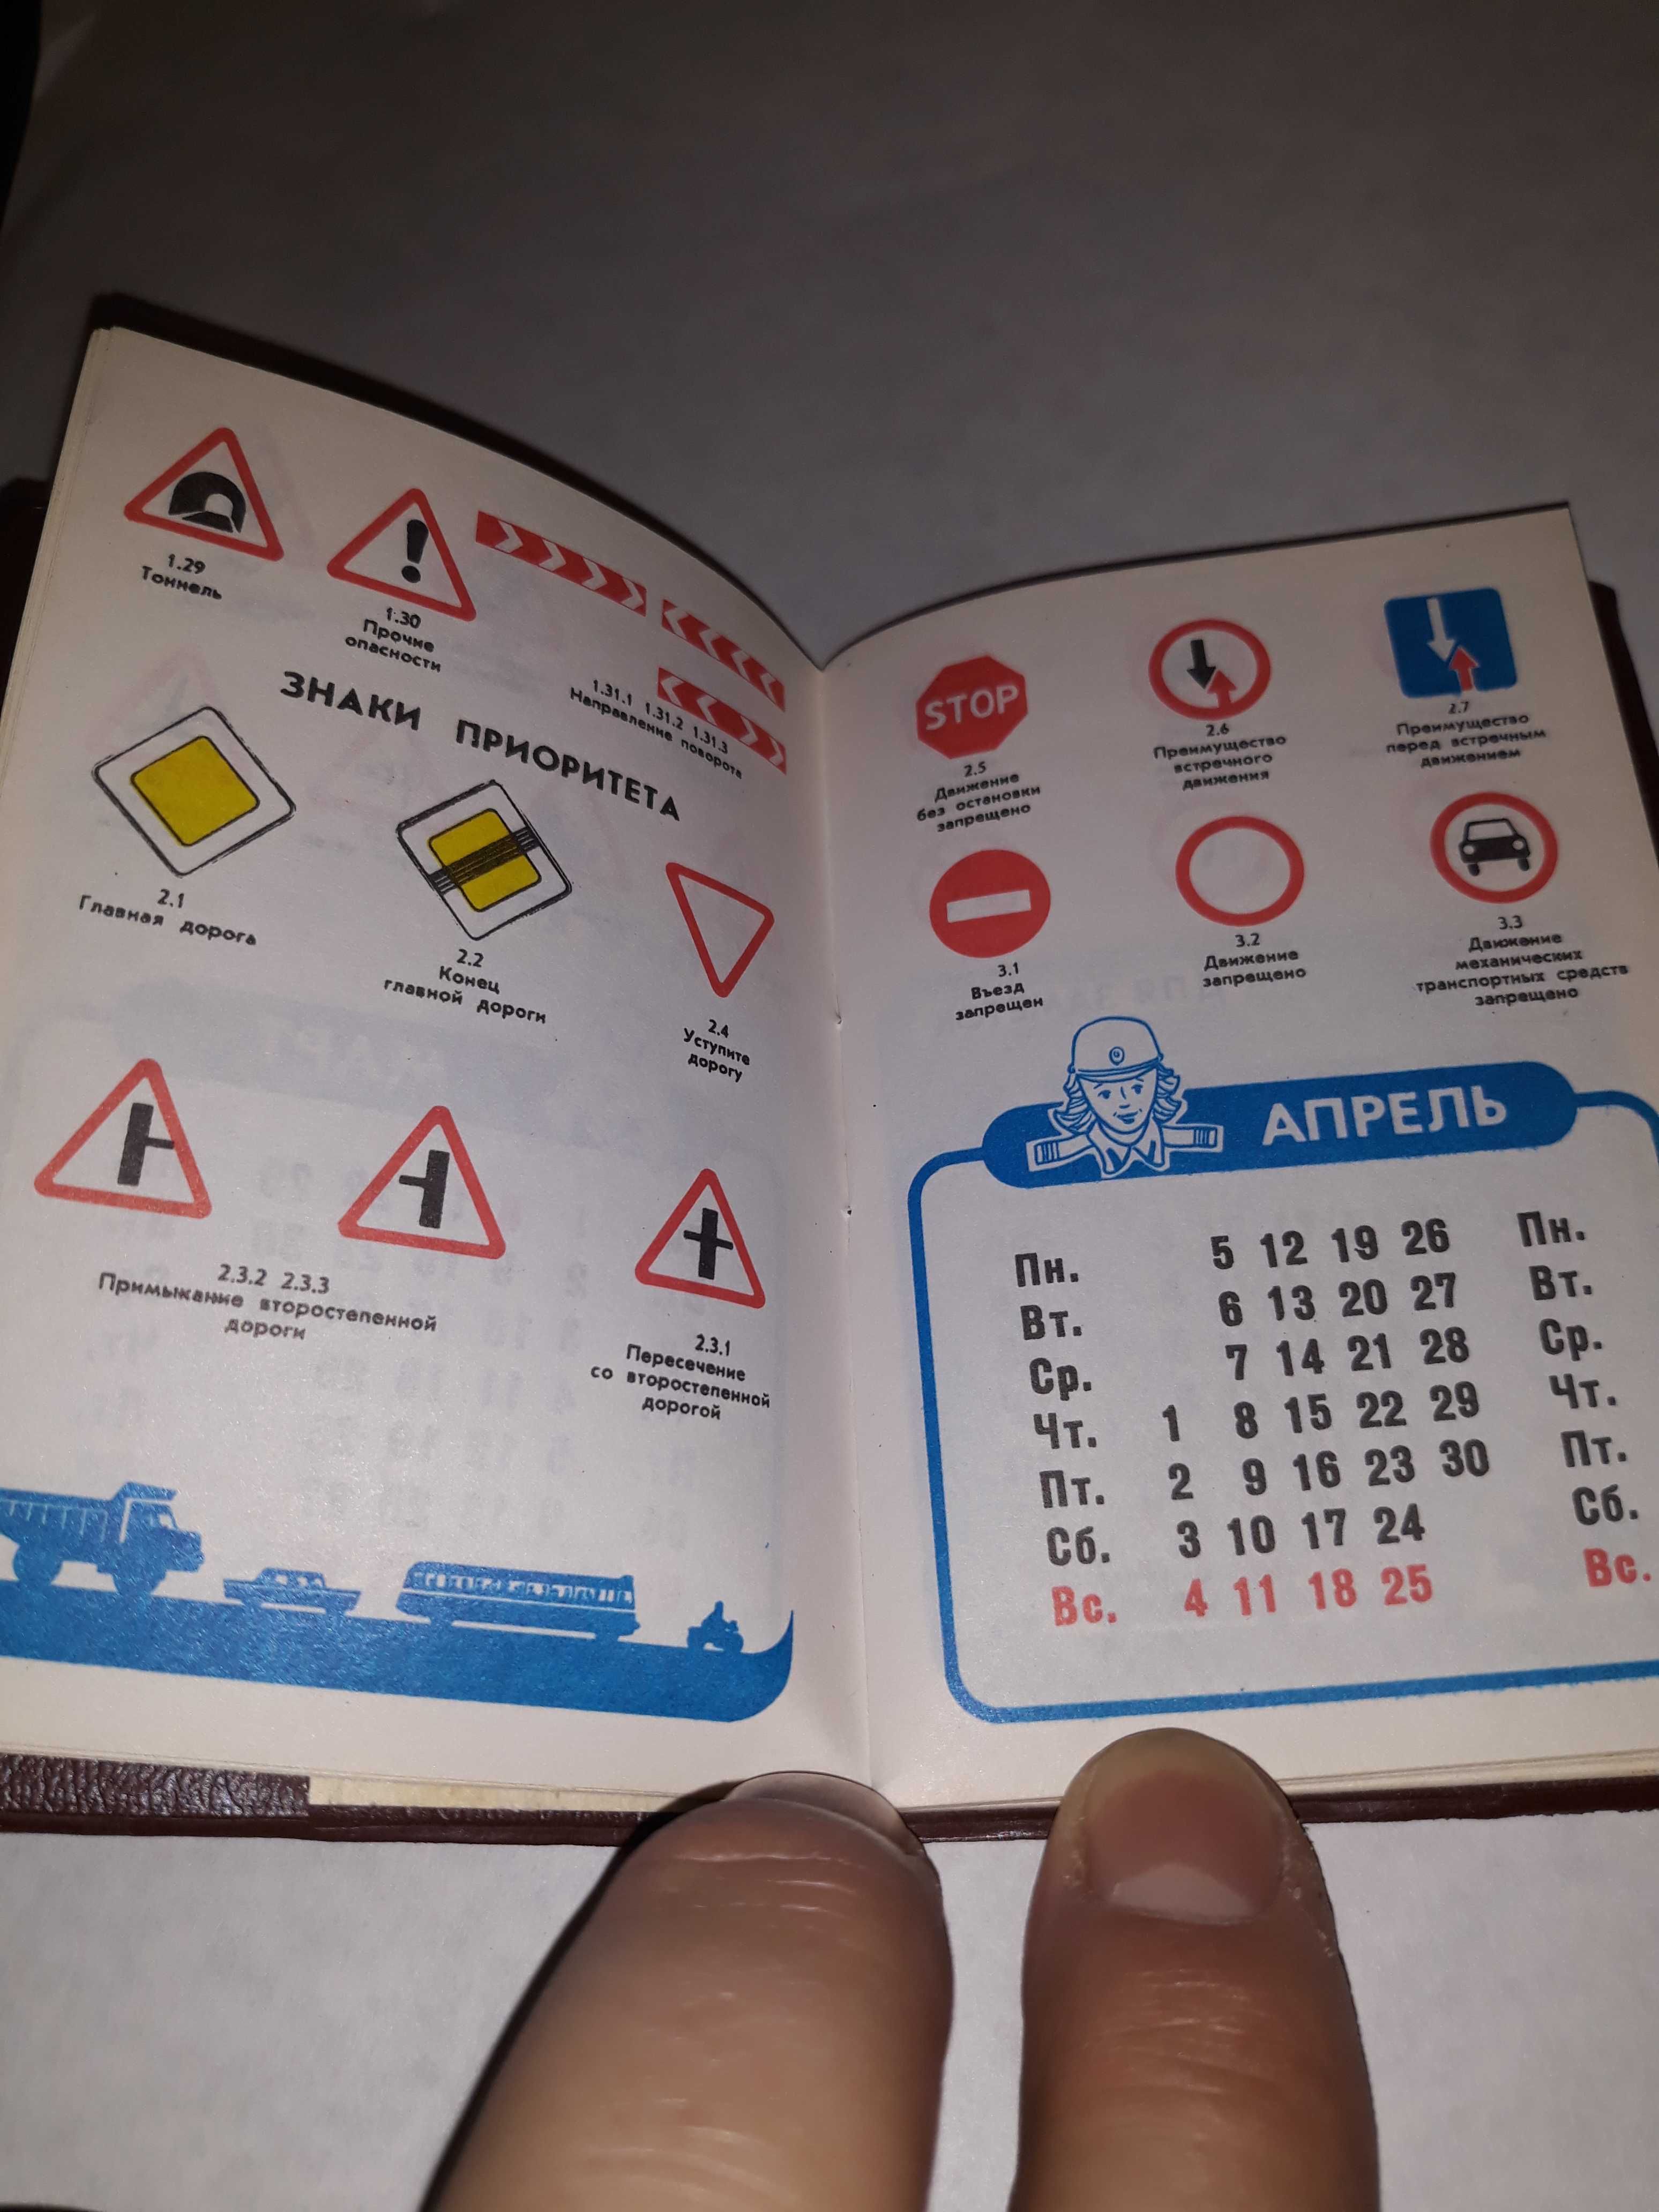 1.29
Тоннель
1.30
Прочие
опасности
1.31.1 1.31.2 1.31.3
Направление поворота
ЗНАКИ ПРИОРИТЕТА
2.1
Главная дорога
2.2
Конец
главной дороги
2.4
Уступите
дорогу
2.3.2 2.3.3
Примыкание второстепенной
дороги
2.3.1
Пересечение
со второстепенной
дорогой
STOP
2.5
Движение
без остановки
запрещено
2.6
Преимущество
встречного
движения
2.7
Преимущество
перед встречным
движением
3.1
Въезд
запрещен
3.2
Движение
запрещено
3.3
Движение
механических
транспортных средств
запрещено
АПРЕЛЬ
Пн. 5 12 19 26 Пн.
Вт. 6 13 20 27 Вт.
Ср. 7 14 21 28 Ср.
Чт. 1 8 15 22 29 Чт.
Пт. 2 9 16 23 30 Пт.
Сб. 3 10 17 24 Сб.
Вс. 4 11 18 25 Вс.